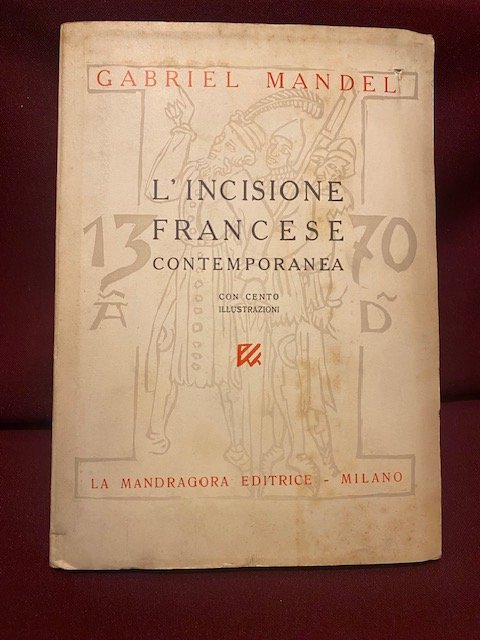 GABRIEL MANDEL
L'INCISIONE
FRANCESE
CONTEMPORANEA
CON CENTO
ILLUSTRAZIONI
13 70
A D
LA MANDRAGORA EDITRICE - MILANO